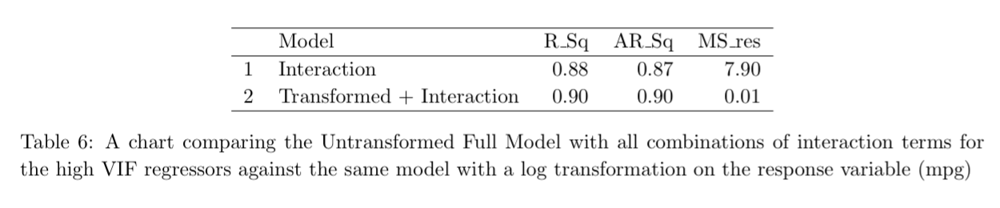 Model R_Sq AR_Sq MS_res
1 Interaction 0.88 0.87 7.90
2 Transformed + Interaction 0.90 0.90 0.01
Table 6: A chart comparing the Untransformed Full Model with all combinations of interaction terms for
the high VIF regressors against the same model with a log transformation on the response variable (mpg)